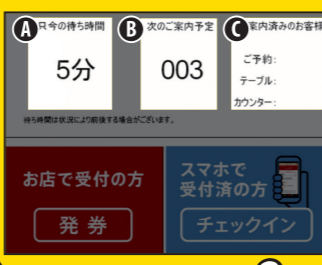 A 只今の待ち時間
5分
B 次のご案内予定
003
C 案内済みのお客様
ご予約:
テーブル:
カウンター:
待ち時間は状況により前後する場合がございます。
お店で受付の方
発券
スマホで
受付済の方
チェックイン